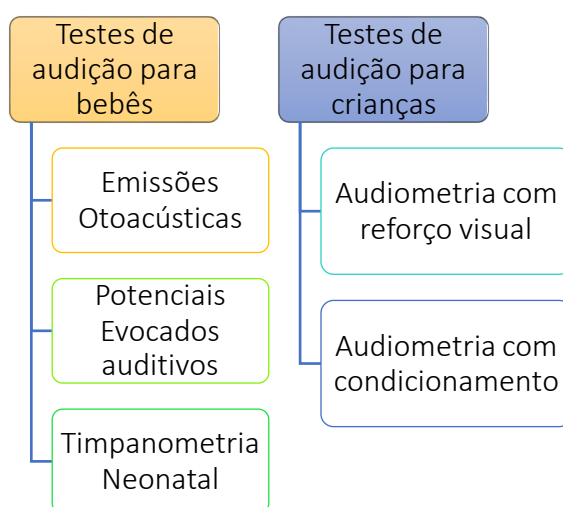 Testes de
audição para
bebês
Emissões
Otoacústicas
Potenciais
Evocados
auditivos
Timpanometria
Neonatal
Testes de
audição para
crianças
Audiometria com
reforço visual
Audiometria com
condicionamento